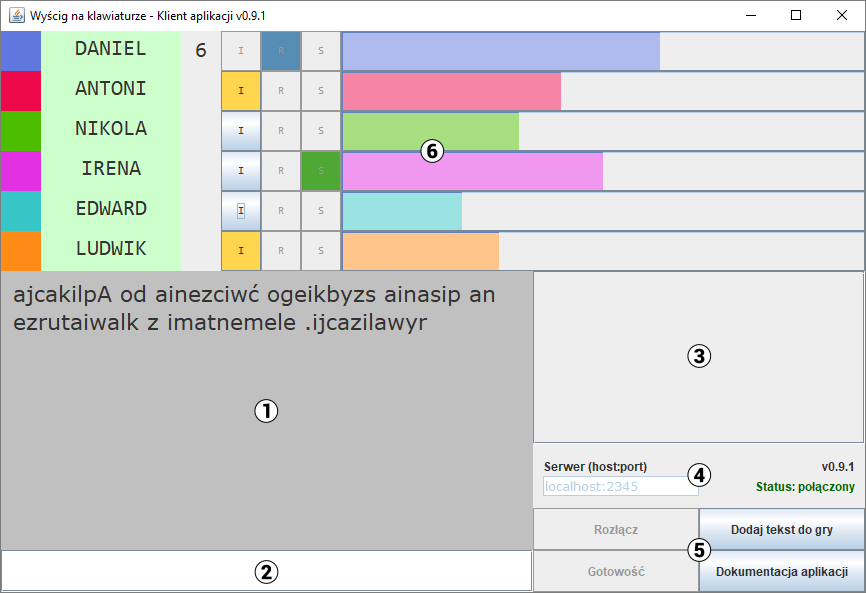 Wyścig na klawiaturze - Klient aplikacji v0.9.1
DANIEL 6 I R S
ANTONI I R S
NIKOLA I R S
6
IRENA I R S
EDWARD I R S
LUDWIK I R S
ajcakilpA od ainezciwć ogeikbyzs ainasip an
ezrutaiwalk z imatnemele .ijcazilawyr
1
2
3
Serwer (host:port) v0.9.1
localhost:2345 4 Status: połączony
Rozłącz Dodaj tekst do gry
5
Gotowość Dokumentacja aplikacji